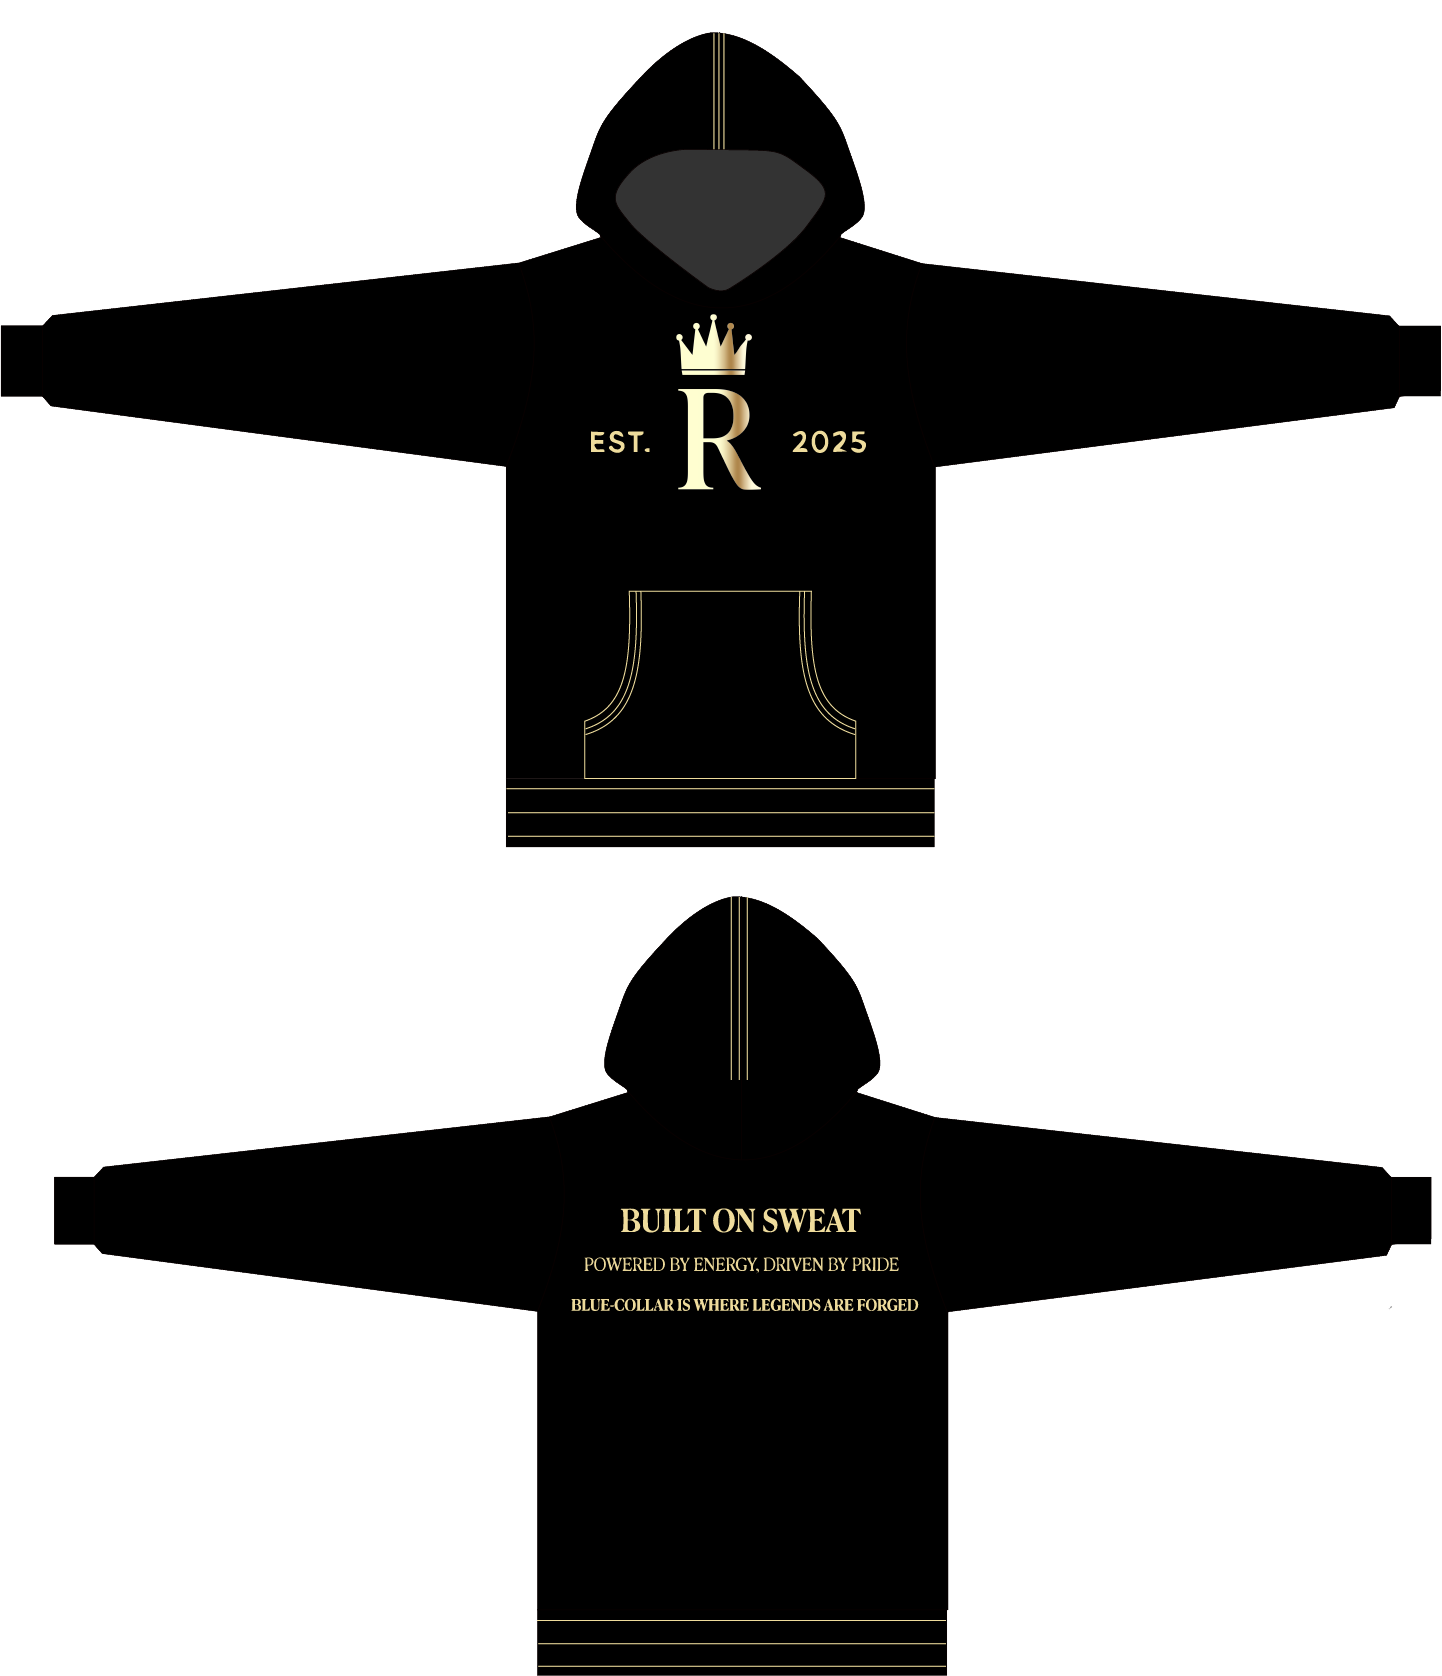 EST. R 2025
BUILT ON SWEAT
POWERED BY ENERGY, DRIVEN BY PRIDE
BLUE-COLLAR IS WHERE LEGENDS ARE FORGED